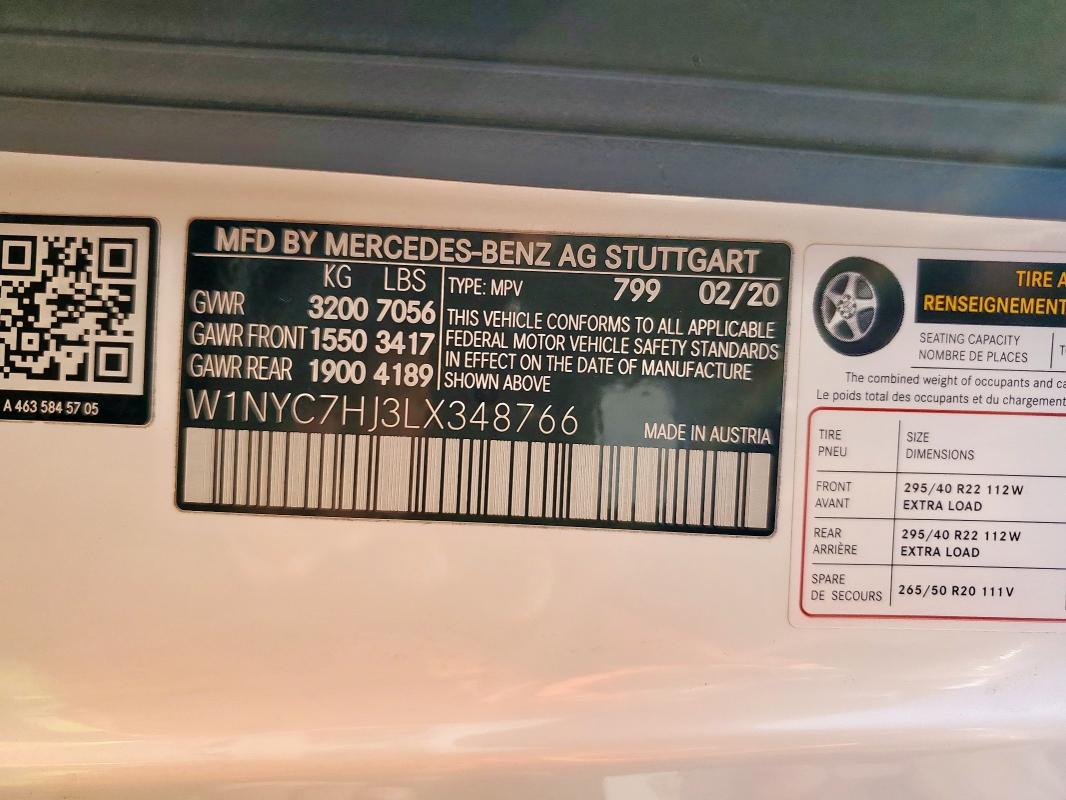 A 463 584 57 05
MFD BY MERCEDES-BENZ AG STUTTGART
KG LBS
GVWR 3200 7056
GAWR FRONT 1550 3417
GAWR REAR 1900 4189
TYPE: MPV 799 02/20
THIS VEHICLE CONFORMS TO ALL APPLICABLE
FEDERAL MOTOR VEHICLE SAFETY STANDARDS
IN EFFECT ON THE DATE OF MANUFACTURE
SHOWN ABOVE
W1NYC7HJ3LX348766
MADE IN AUSTRIA
TIRE A
RENSEIGNEMENT
SEATING CAPACITY
NOMBRE DE PLACES
The combined weight of occupants and ca
Le poids total des occupants et du chargement
TIRE SIZE
PNEU DIMENSIONS
FRONT 295/40 R22 112W
AVANT EXTRA LOAD
REAR 295/40 R22 112W
ARRIÈRE EXTRA LOAD
SPARE
DE SECOURS 265/50 R20 111V